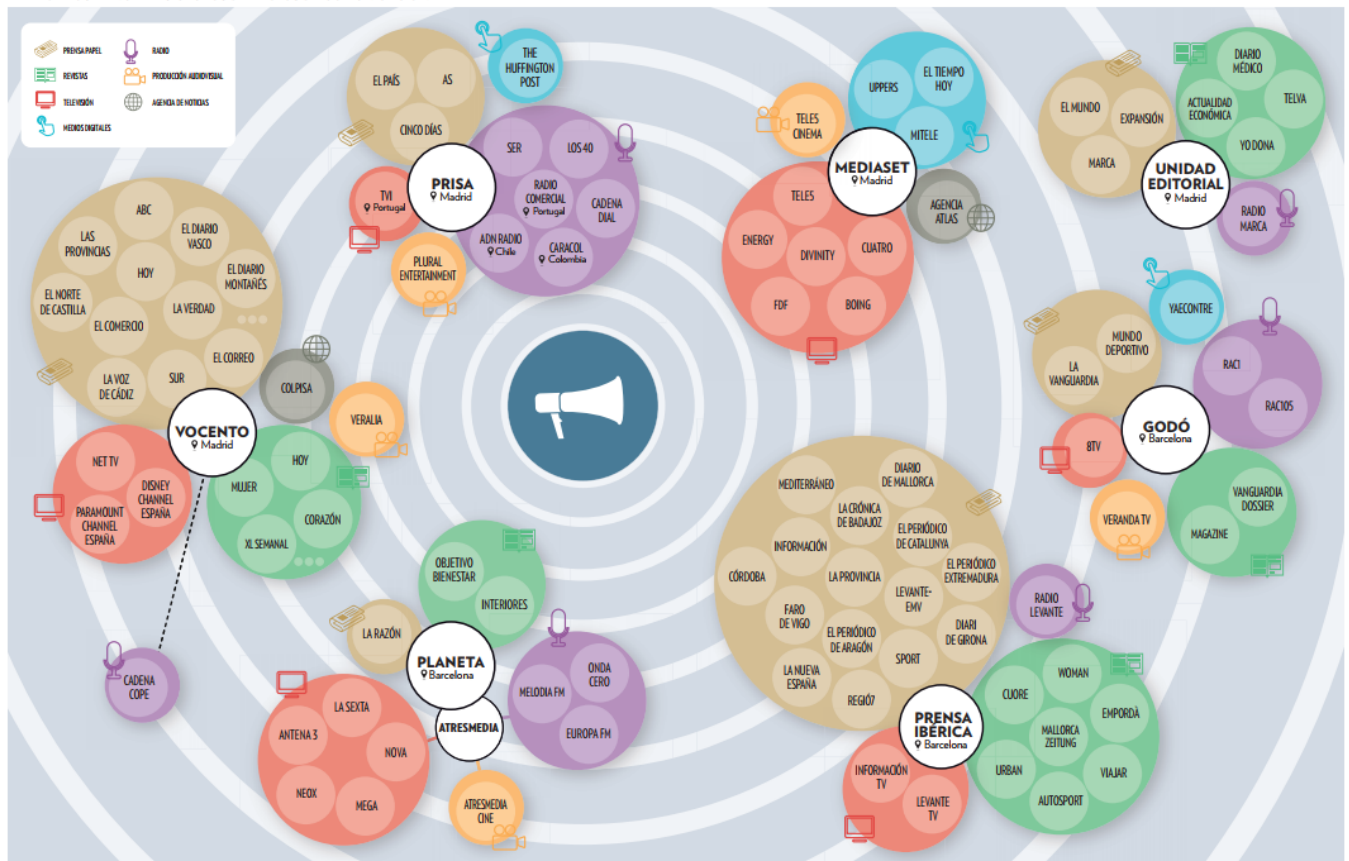 PRENSA PAPEL
REVISTAS
TELEVISIÓN
MEDIOS DIGITALES
RADIO
PRODUCCIÓN AUDIOVISUAL
AGENCIA DE NOTICIAS
EL PAÍS
AS
CINCO DÍAS
THE
HUFFINGTON
POST
PRISA
Madrid
SER
LOS 40
RADIO
COMERCIAL
Portugal
CADENA
DIAL
ADN RADIO
Chile
CARACOL
Colombia
TVI
Portugal
PLURAL
ENTERTAINMENT
TELES
CINEMA
UPPERS
EL TIEMPO
HOY
MITELE
MEDIASET
Madrid
AGENCIA
ATLAS
TELES
ENERGY
DIVINITY
CUATRO
FDF
BOING
EL MUNDO
EXPANSIÓN
MARCA
DIARIO
MÉDICO
ACTUALIDAD
ECONÓMICA
TELVA
YO DONA
UNIDAD
EDITORIAL
Madrid
RADIO
MARCA
ABC
LAS
PROVINCIAS
EL DIARIO
VASCO
HOY
EL DIARIO
MONTAÑÉS
EL NORTE
DE CASTILLA
EL COMERCIO
LA VERDAD
EL CORREO
LA VOZ
DE CÁDIZ
SUR
VOCENTO
Madrid
COLPISA
VERALIA
NET TV
DISNEY
CHANNEL
ESPAÑA
PARAMOUNT
CHANNEL
ESPAÑA
HOY
MUJER
CORAZÓN
XL SEMANAL
CADENA
COPE
YAECONTRE
MUNDO
DEPORTIVO
LA
VANGUARDIA
RAC1
RAC105
GODÓ
Barcelona
8TV
VERANDA TV
VANGUARDIA
DOSSIER
MAGAZINE
OBJETIVO
BIENESTAR
INTERIORES
LA RAZÓN
PLANETA
Barcelona
ATRESMEDIA
ONDA
CERO
MELODIA FM
EUROPA FM
LA SEXTA
ANTENA 3
NOVA
NEOX
MEGA
ATRESMEDIA
CINE
MEDITERRÁNEO
DIARIO
DE MALLORCA
LA CRÓNICA
DE BADAJOZ
EL PERIÓDICO
DE CATALUNYA
INFORMACIÓN
CÓRDOBA
LA PROVINCIA
EL PERIÓDICO
EXTREMADURA
LEVANTE-
EMV
FARO
DE VIGO
EL PERIÓDICO
DE ARAGÓN
DIARI
DE GIRONA
SPORT
LA NUEVA
ESPAÑA
REGIÓ7
PRENSA
IBÉRICA
Barcelona
RADIO
LEVANTE
WOMAN
CUORE
EMPORDÀ
MALLORCA
ZEITUNG
URBAN
VIAJAR
AUTOSPORT
INFORMACIÓN
TV
LEVANTE
TV